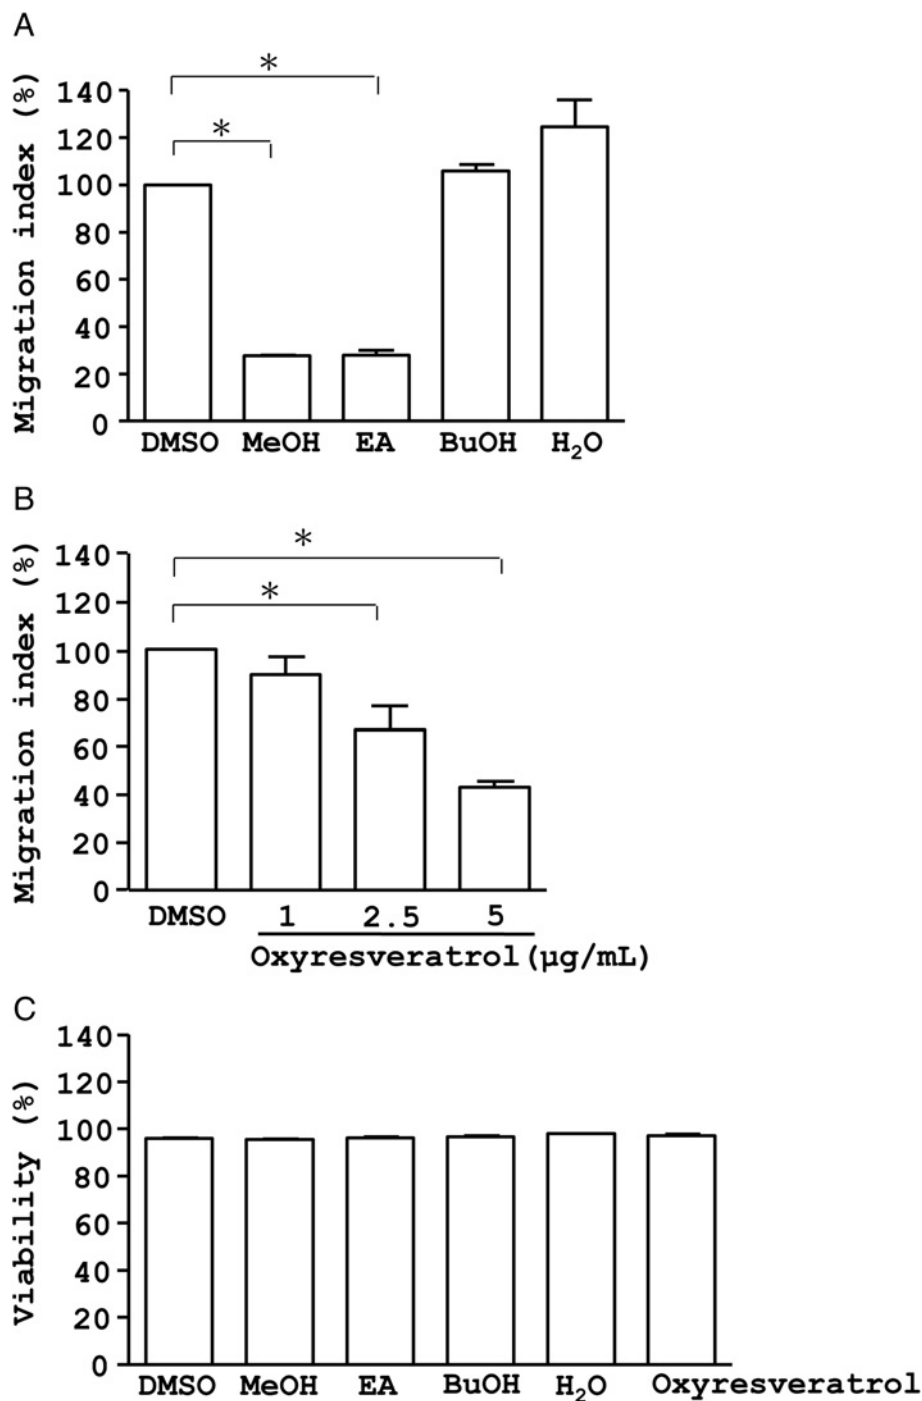 A
*
*
Migration index (%)
140
120
100
80
60
40
20
0
DMSO MeOH EA BuOH H₂O
B
*
*
Migration index (%)
140
120
100
80
60
40
20
0
DMSO 1 2.5 5
Oxyresveratrol(μg/mL)
C
Viability (%)
140
120
100
80
60
40
20
0
DMSO MeOH EA BuOH H₂O Oxyresveratrol